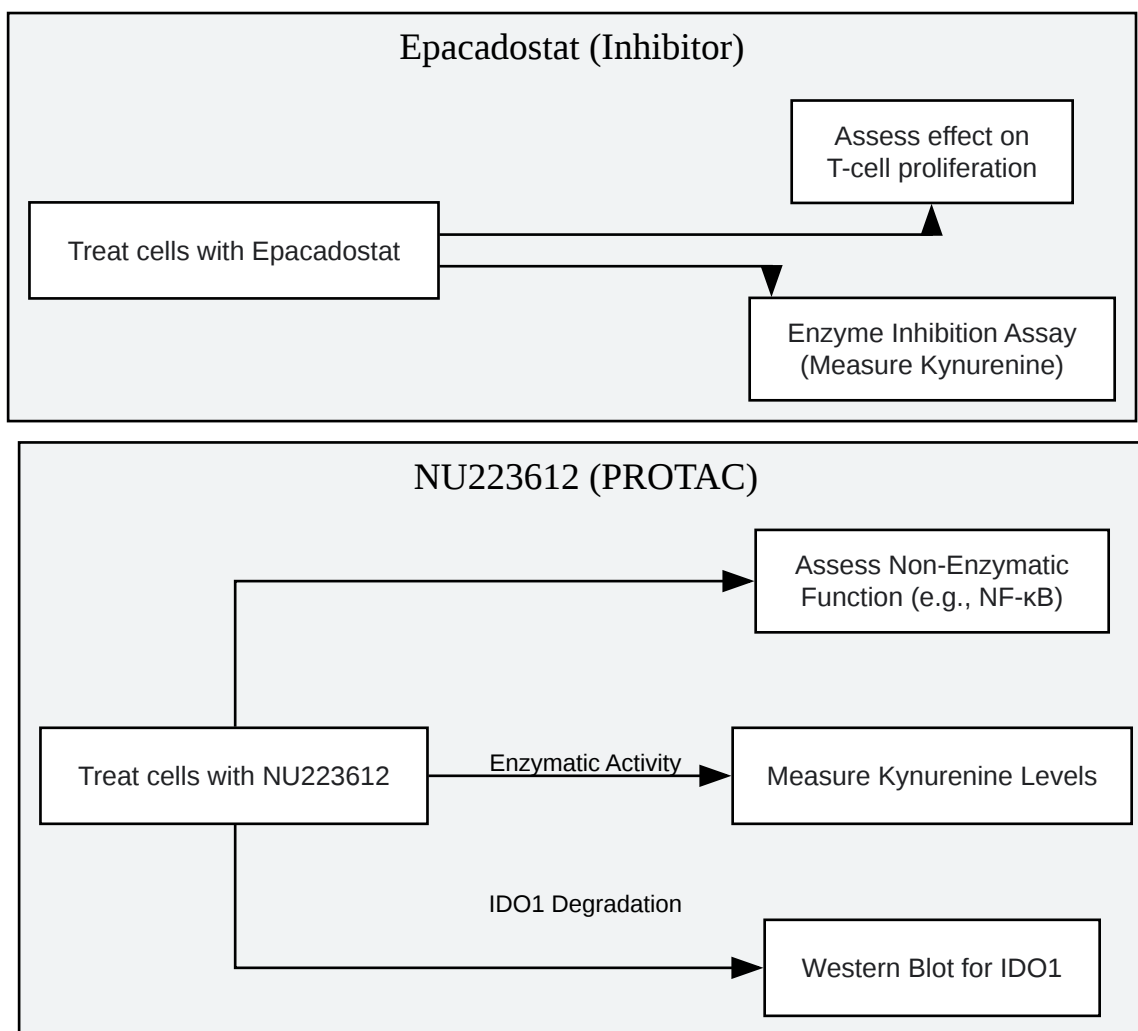 Epacadostat (Inhibitor)
Assess effect on
T-cell proliferation
Treat cells with Epacadostat
Enzyme Inhibition Assay
(Measure Kynurenine)
NU223612 (PROTAC)
Assess Non-Enzymatic
Function (e.g., NF-κB)
Treat cells with NU223612
Enzymatic Activity
Measure Kynurenine Levels
IDO1 Degradation
Western Blot for IDO1